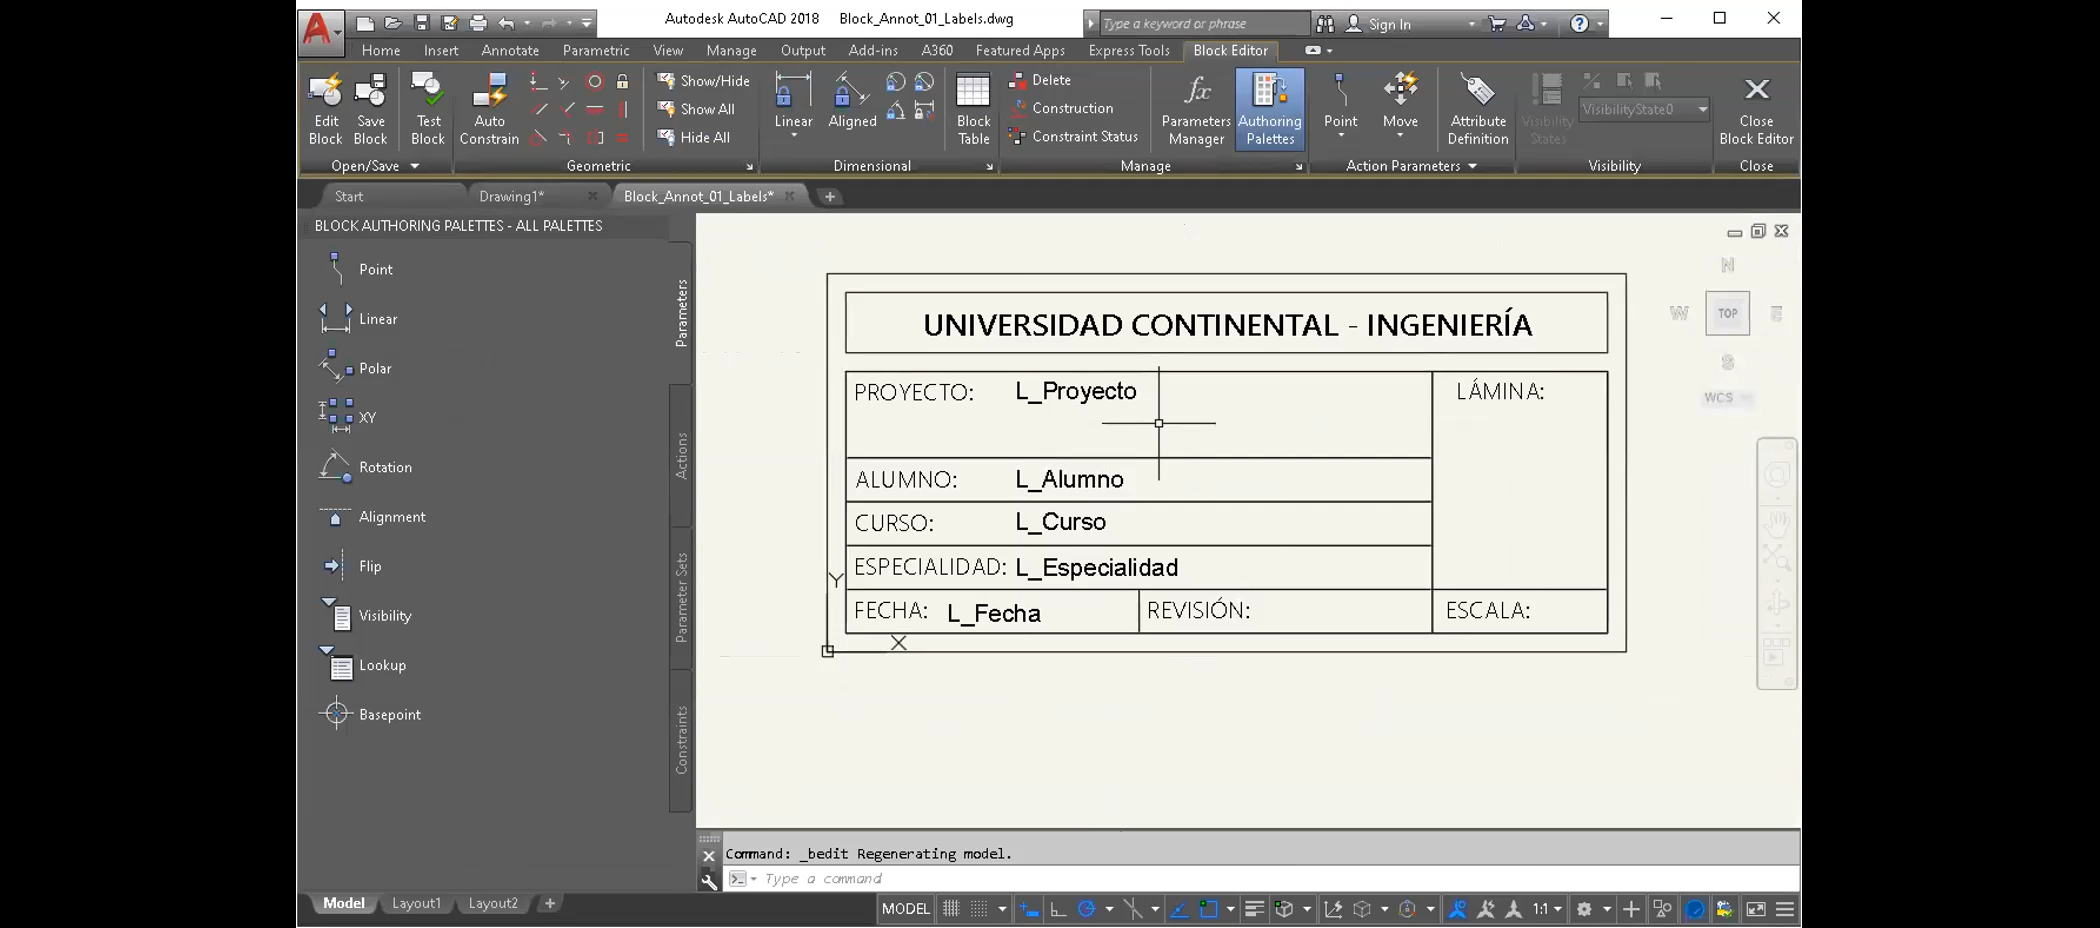 Autodesk AutoCAD 2018 Block_Annot_01_Labels.dwg
Type a keyword or phrase
Sign In
Home Insert Annotate Parametric View Manage Output Add-ins A360 Featured Apps Express Tools Block Editor
Edit Block
Save Block
Test Block
Auto Constrain
Show/Hide
Show All
Hide All
Linear
Aligned
Block Table
Delete
Construction
Constraint Status
Parameters Manager
Authoring Palettes
Point
Move
Attribute Definition
Visibility States
VisibilityState0
Close Block Editor
Open/Save Geometric Dimensional Manage Action Parameters Visibility Close
Start Drawing1* Block_Annot_01_Labels*
BLOCK AUTHORING PALETTES - ALL PALETTES
Point
Linear
Polar
XY
Rotation
Alignment
Flip
Visibility
Lookup
Basepoint
Parameters
Actions
Parameter Sets
Constraints
UNIVERSIDAD CONTINENTAL - INGENIERÍA
PROYECTO: L_Proyecto LÁMINA:
ALUMNO: L_Alumno
CURSO: L_Curso
ESPECIALIDAD: L_Especialidad
FECHA: L_Fecha REVISIÓN: ESCALA:
Y
X
N
W TOP E
S
WCS
Command: _bedit Regenerating model.
Type a command
Model Layout1 Layout2
MODEL 1:1